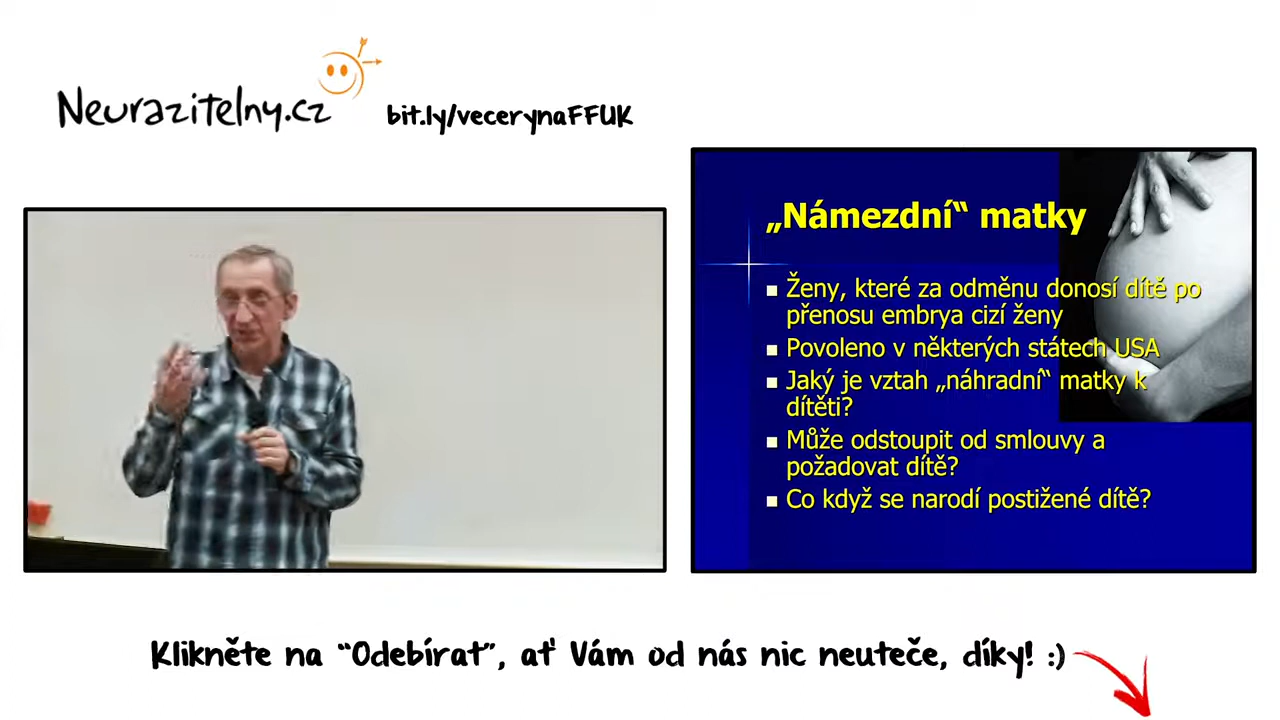 Neurazitelny.cz
bit.ly/vecerynaFFUK
„Námezdní“ matky
Ženy, které za odměnu donosí dítě po
přenosu embrya cizí ženy
Povoleno v některých státech USA
Jaký je vztah „náhradní“ matky k
dítěti?
Může odstoupit od smlouvy a
požadovat dítě?
Co když se narodí postižené dítě?
Klikněte na “Odebírat”, ať Vám od nás nic neuteče, díky! :)